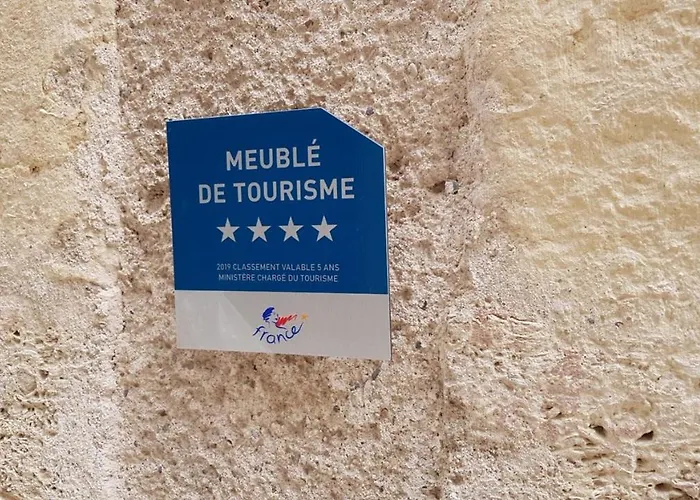 MEUBLÉ
DE TOURISME
★★★★
2019 CLASSEMENT VALABLE 5 ANS
MINISTÈRE CHARGÉ DU TOURISME
france